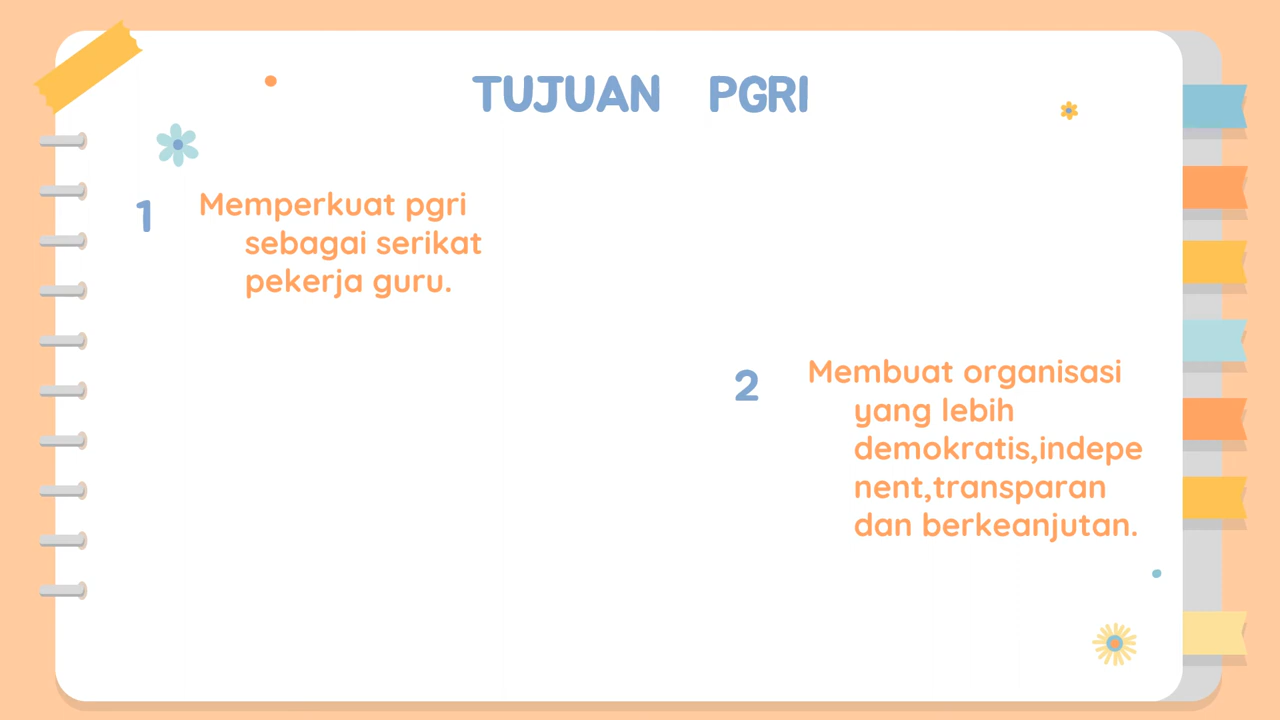 TUJUAN PGRI
1
Memperkuat pgri
sebagai serikat
pekerja guru.
2
Membuat organisasi
yang lebih
demokratis,indepe
nent,transparan
dan berkeanjutan.